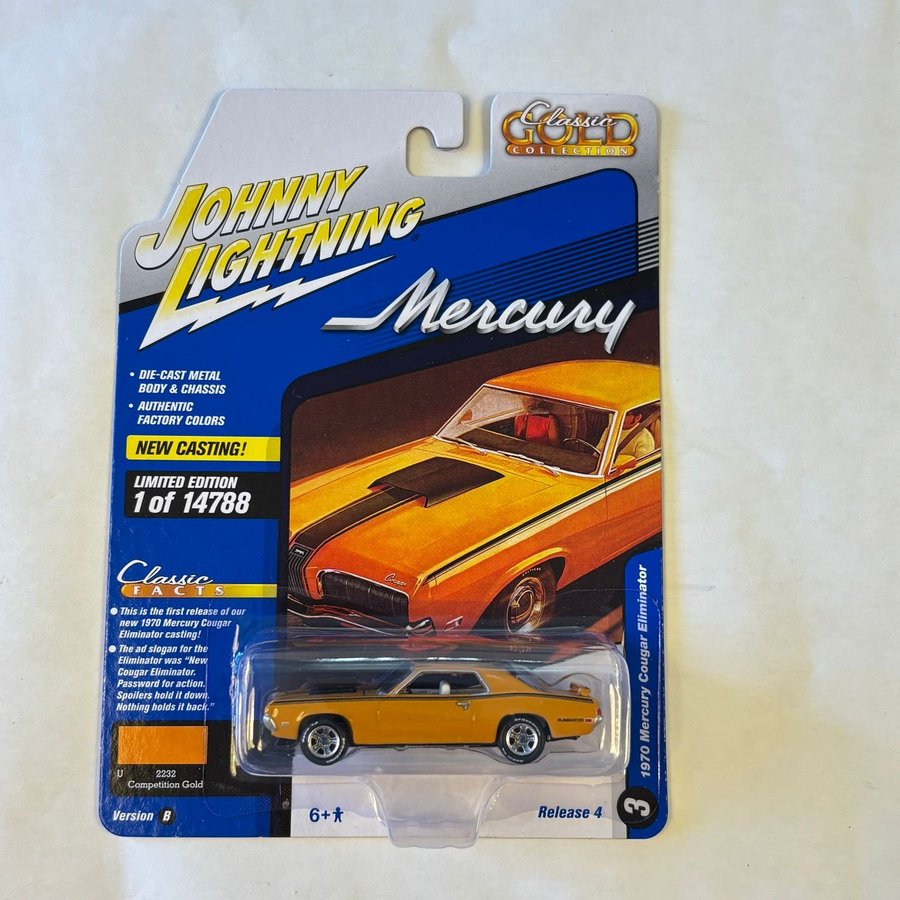 Classic
GOLD®
COLLECTION
JOHNNY
LIGHTNING®
Mercury
• DIE-CAST METAL
BODY & CHASSIS
• AUTHENTIC
FACTORY COLORS
NEW CASTING!
LIMITED EDITION
1 of 14788
Classic
FACTS
● This is the first release of our
new 1970 Mercury Cougar
Eliminator casting!
● The ad slogan for the
Eliminator was "New
Cougar Eliminator.
Password for action.
Spoilers hold it down.
Nothing holds it back."
U 2232
Competition Gold
Version B
6+
Release 4
3
1970 Mercury Cougar Eliminator
Cougar
ELIMINATOR